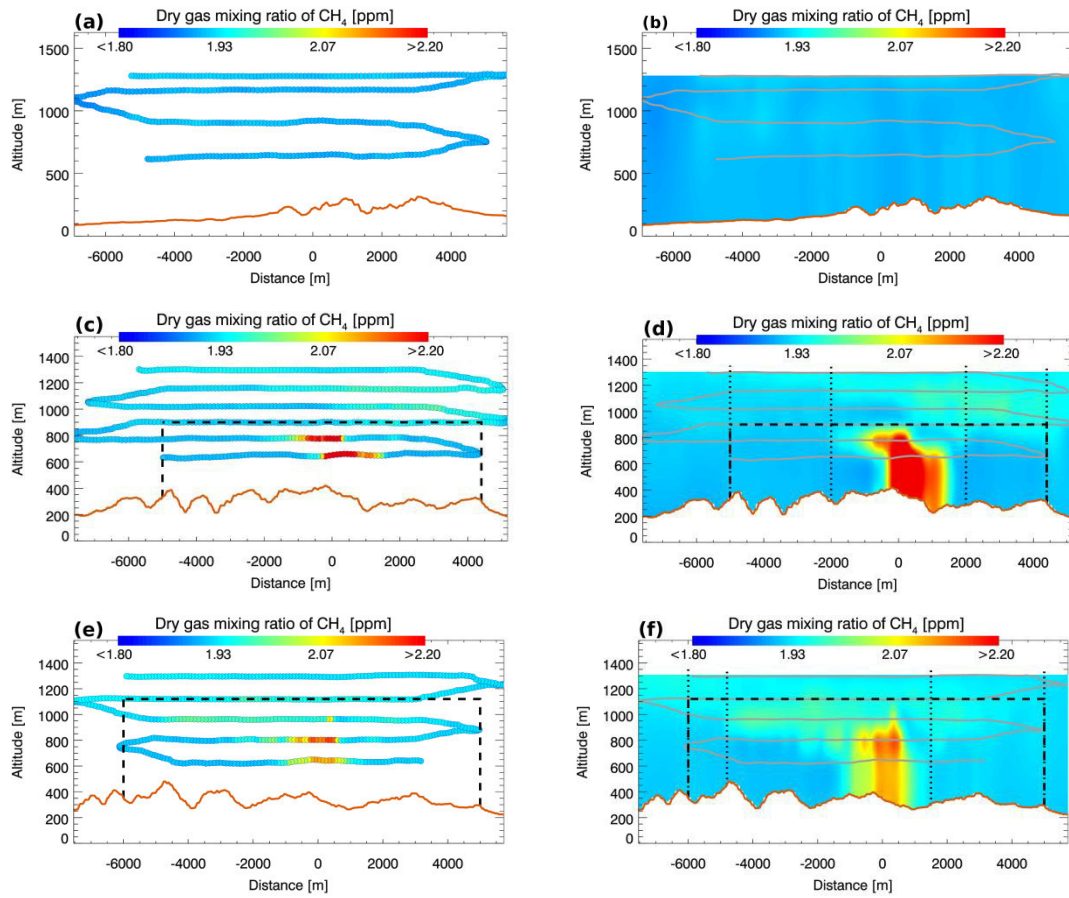 (a) Dry gas mixing ratio of CH4 [ppm]
<1.80 1.93 2.07 >2.20
1500
1000
500
0
Altitude [m]
-6000 -4000 -2000 0 2000 4000
Distance [m]
(b) Dry gas mixing ratio of CH4 [ppm]
<1.80 1.93 2.07 >2.20
1500
1000
500
0
Altitude [m]
-6000 -4000 -2000 0 2000 4000
Distance [m]
(c) Dry gas mixing ratio of CH4 [ppm]
<1.80 1.93 2.07 >2.20
1400
1200
1000
800
600
400
200
0
Altitude [m]
-6000 -4000 -2000 0 2000 4000
Distance [m]
(d) Dry gas mixing ratio of CH4 [ppm]
<1.80 1.93 2.07 >2.20
1400
1200
1000
800
600
400
200
0
Altitude [m]
-6000 -4000 -2000 0 2000 4000
Distance [m]
(e) Dry gas mixing ratio of CH4 [ppm]
<1.80 1.93 2.07 >2.20
1400
1200
1000
800
600
400
200
0
Altitude [m]
-6000 -4000 -2000 0 2000 4000
Distance [m]
(f) Dry gas mixing ratio of CH4 [ppm]
<1.80 1.93 2.07 >2.20
1400
1200
1000
800
600
400
200
0
Altitude [m]
-6000 -4000 -2000 0 2000 4000
Distance [m]